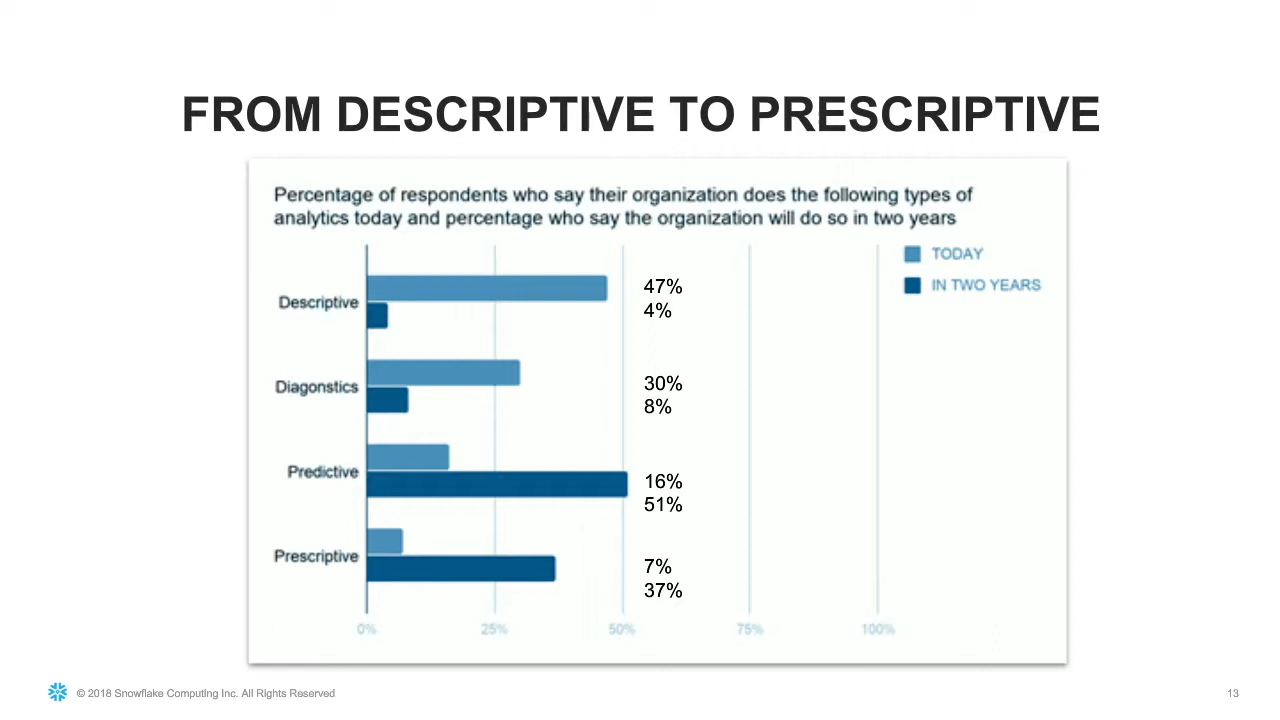 FROM DESCRIPTIVE TO PRESCRIPTIVE
Percentage of respondents who say their organization does the following types of
analytics today and percentage who say the organization will do so in two years
TODAY
IN TWO YEARS
Descriptive
47%
4%
Diagonstics
30%
8%
Predictive
16%
51%
Prescriptive
7%
37%
0% 25% 50% 75% 100%
© 2018 Snowflake Computing Inc. All Rights Reserved
13